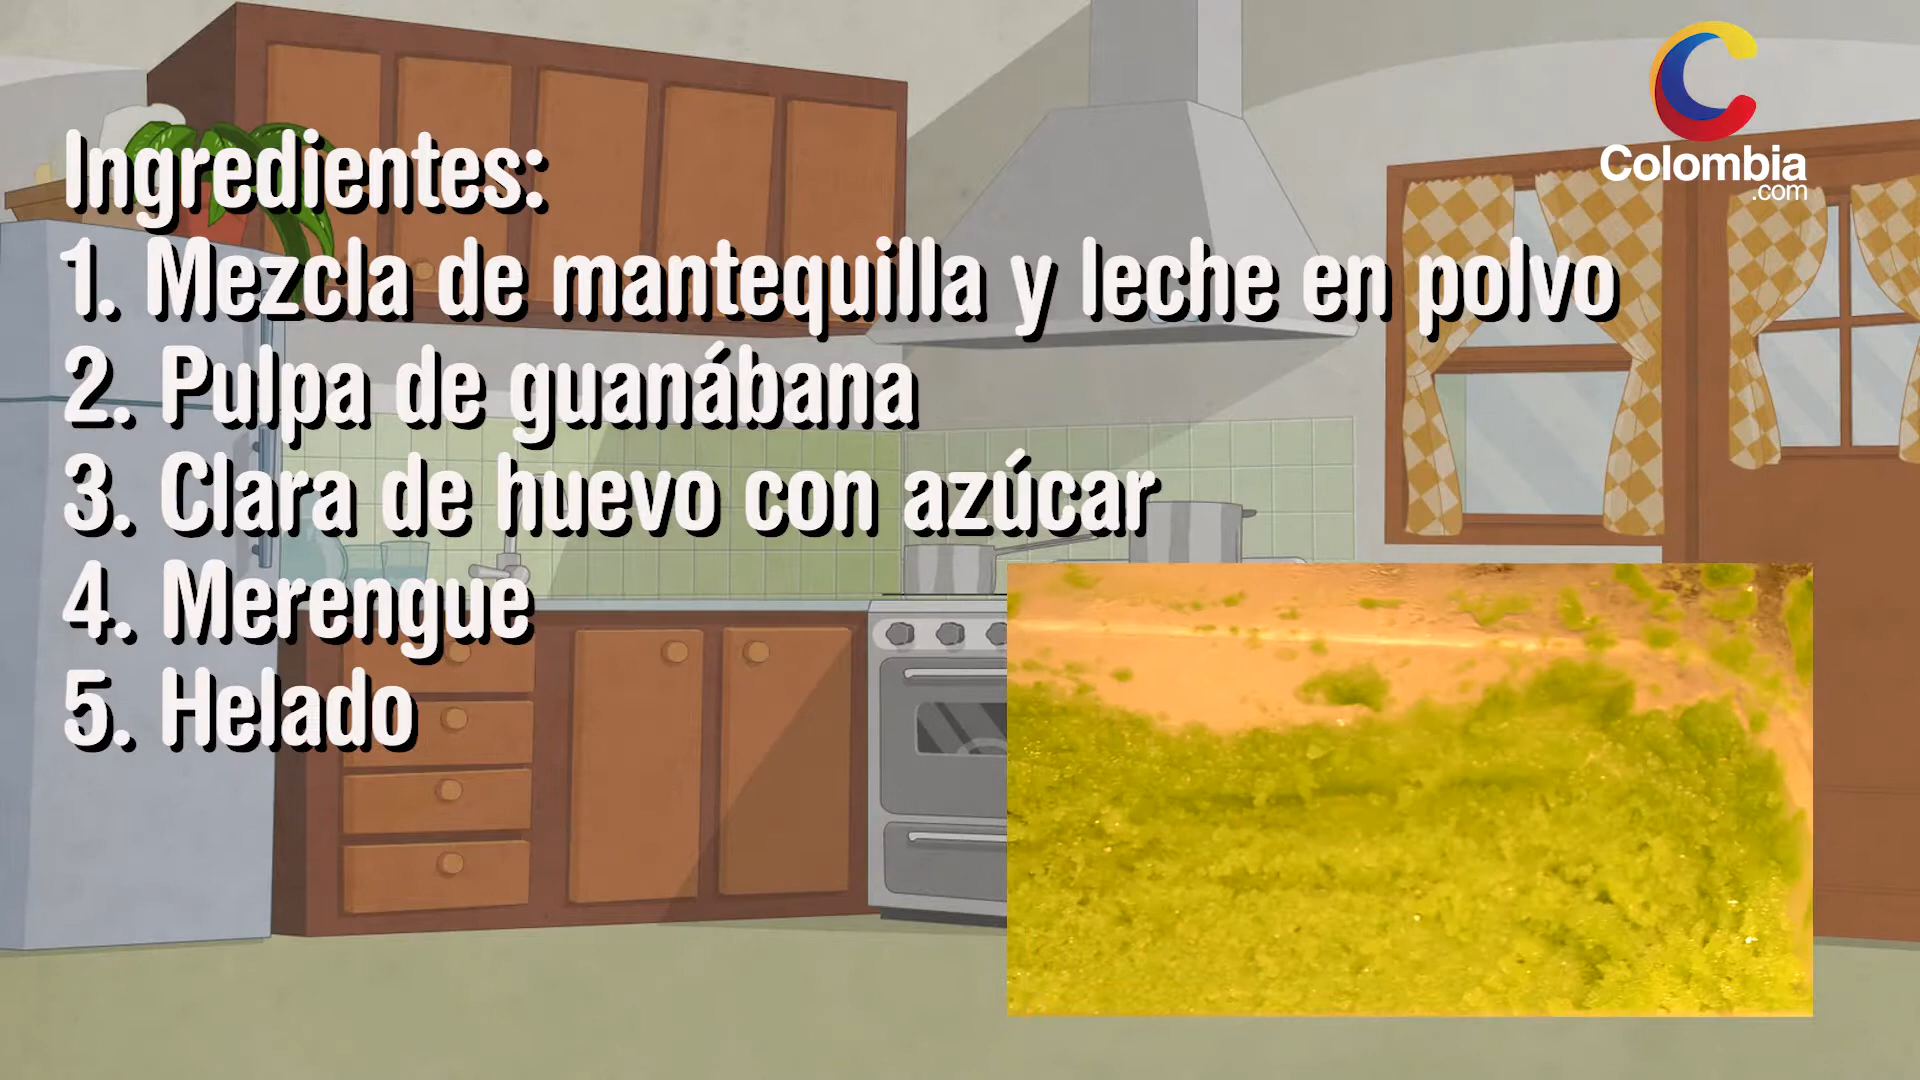 Colombia
.com
Ingredientes:
1. Mezcla de mantequilla y leche en polvo
2. Pulpa de guanábana
3. Clara de huevo con azúcar
4. Merengue
5. Helado